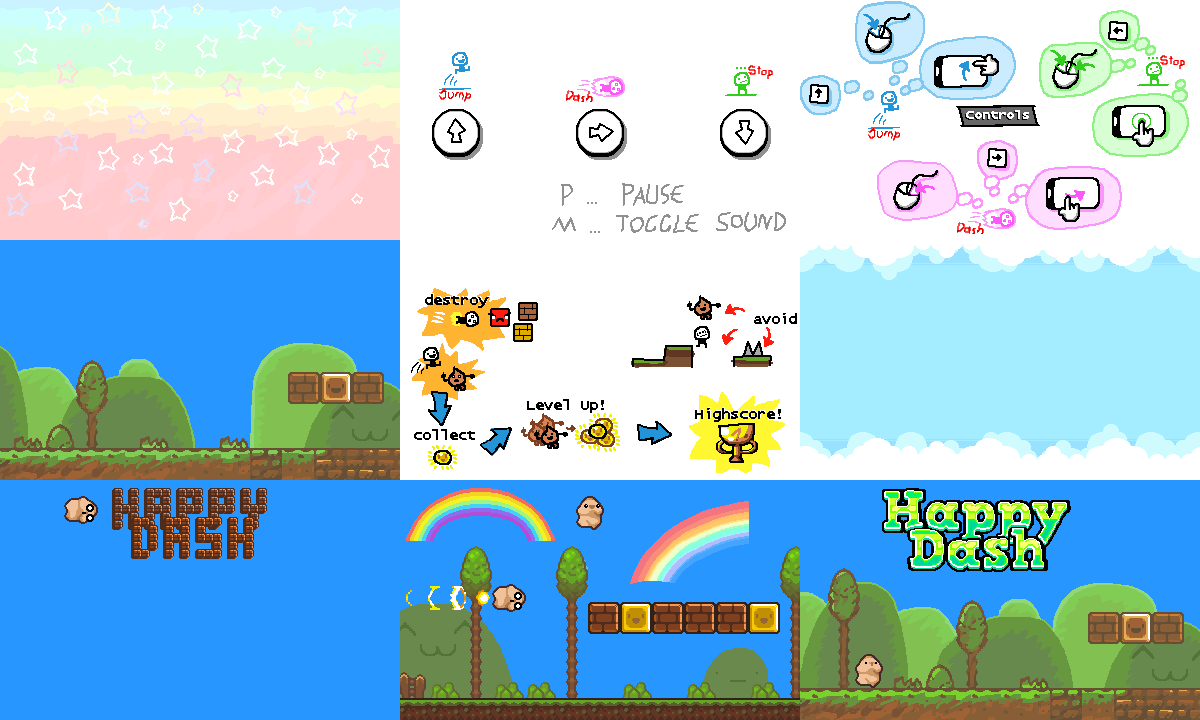 Jump
Dash
Stop
P ... PAUSE
M ... TOGGLE SOUND
Stop
Controls
Jump
Dash
destroy
avoid
Level Up!
Highscore!
collect
HAPPY
DASH
Happy
Dash